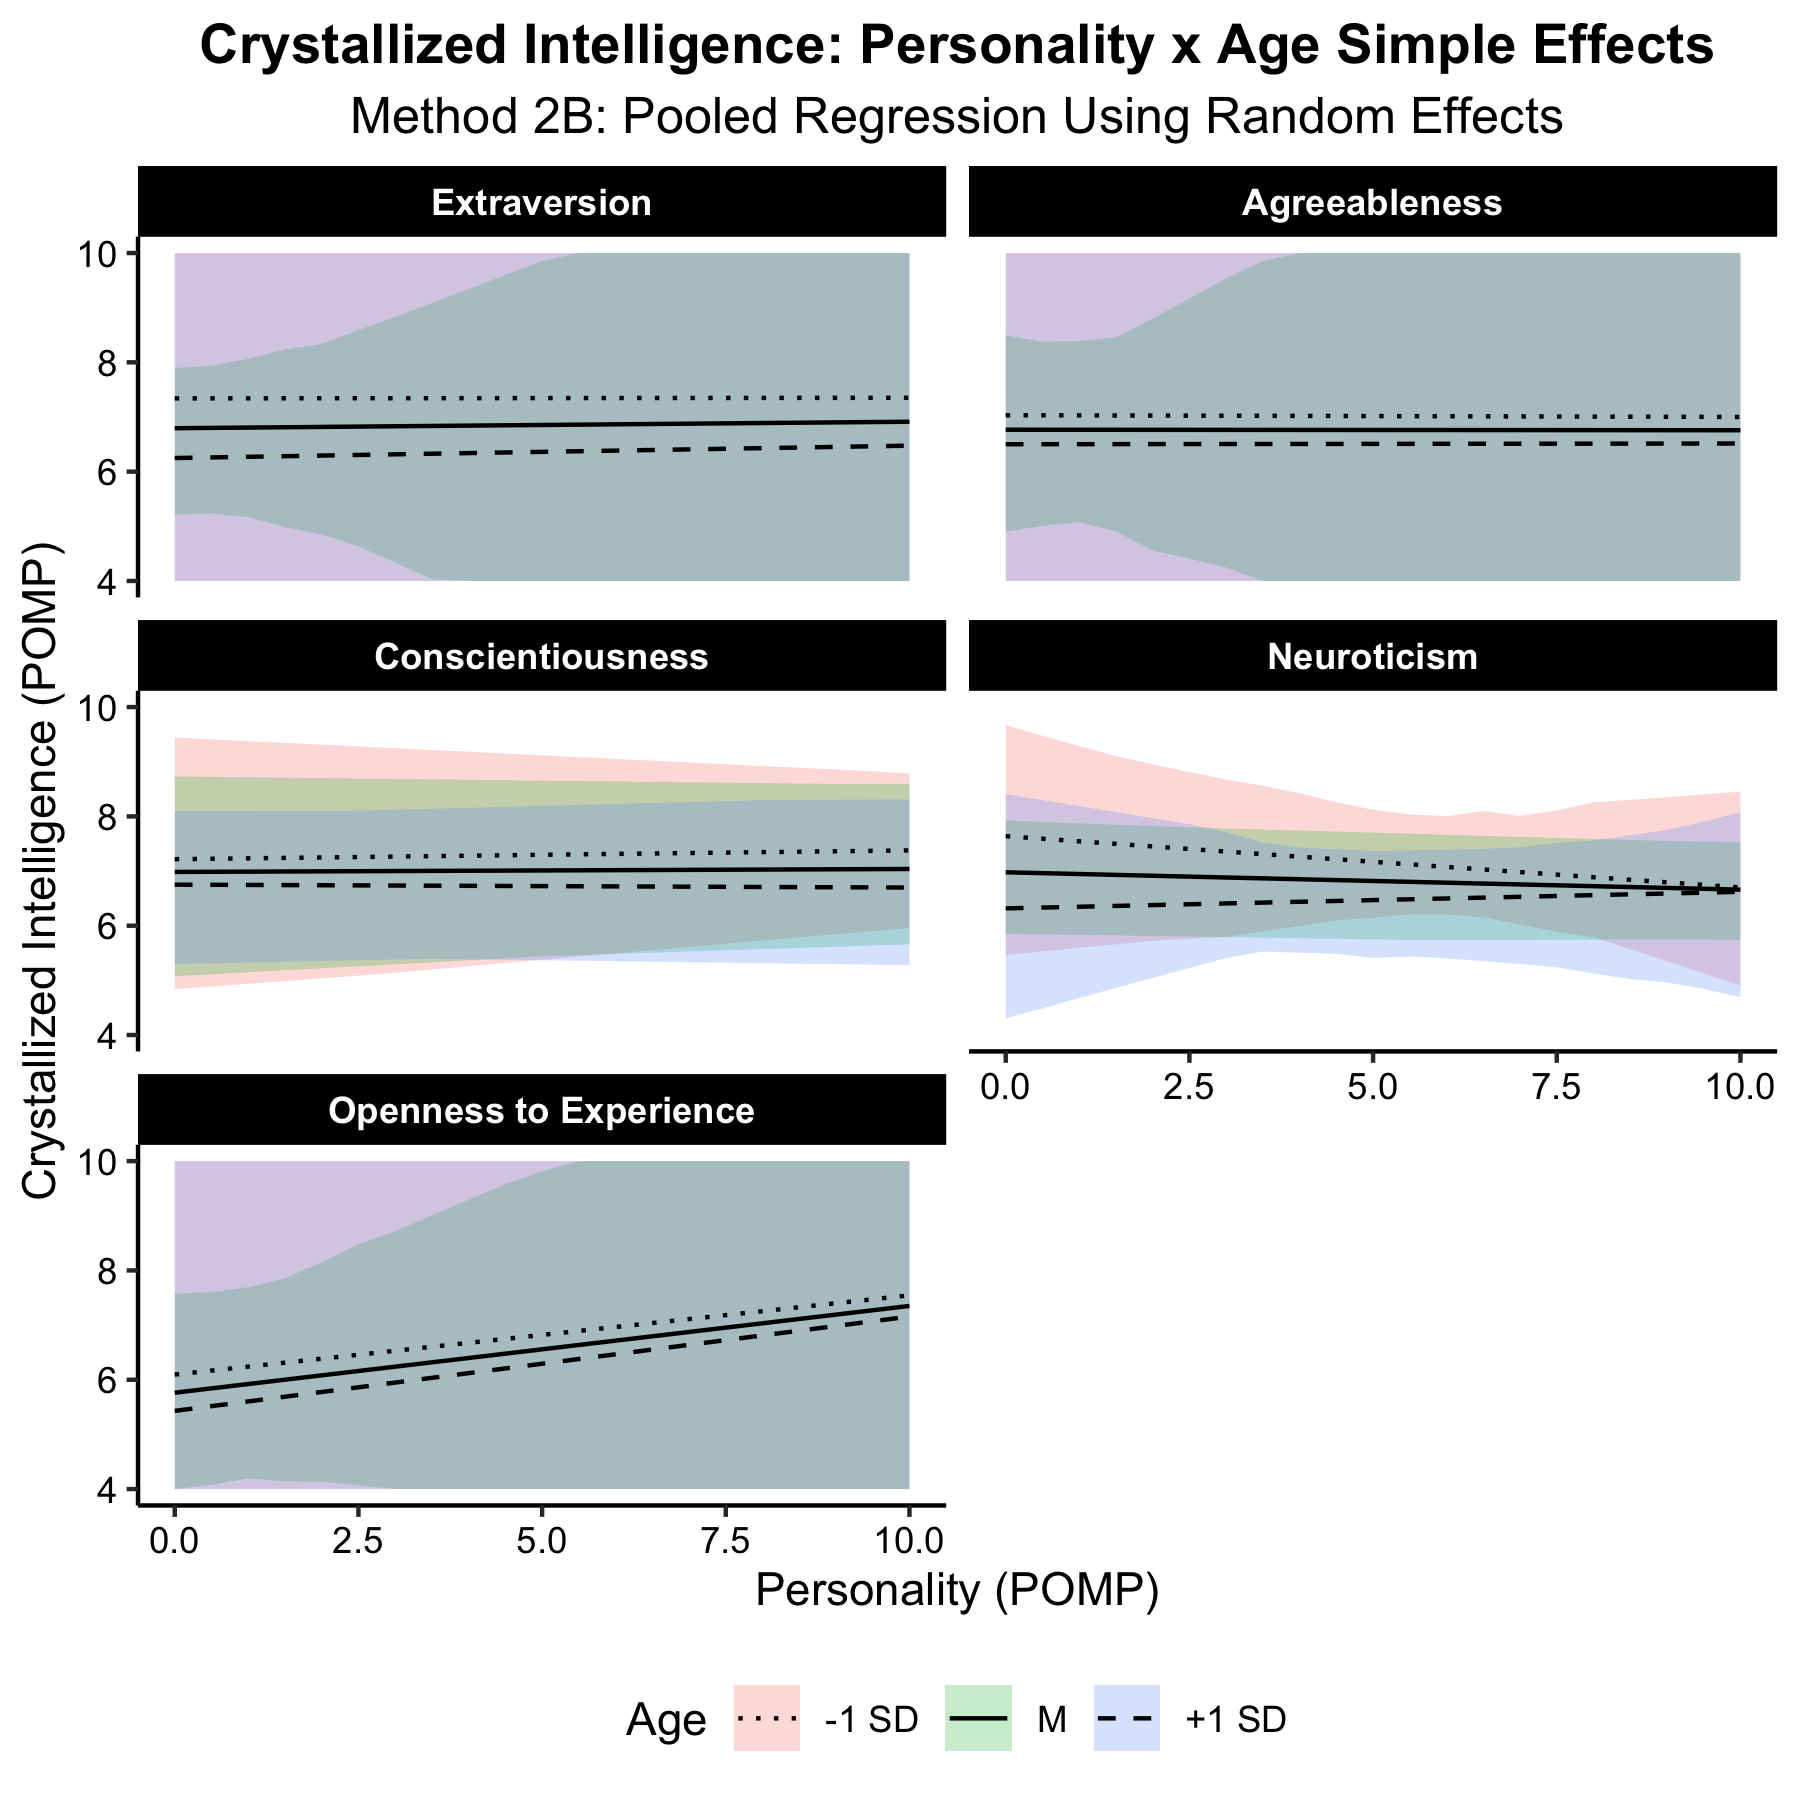 Crystallized Intelligence: Personality x Age Simple Effects
Method 2B: Pooled Regression Using Random Effects
Extraversion
Agreeableness
10
8
6
4
Conscientiousness
Neuroticism
10
8
6
4
0.0 2.5 5.0 7.5 10.0
Openness to Experience
10
8
6
4
0.0 2.5 5.0 7.5 10.0
Crystallized Intelligence (POMP)
Personality (POMP)
Age -1 SD M +1 SD